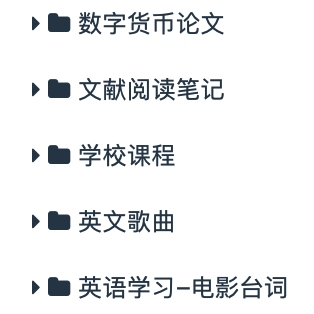 数字货币论文
文献阅读笔记
学校课程
英文歌曲
英语学习–电影台词